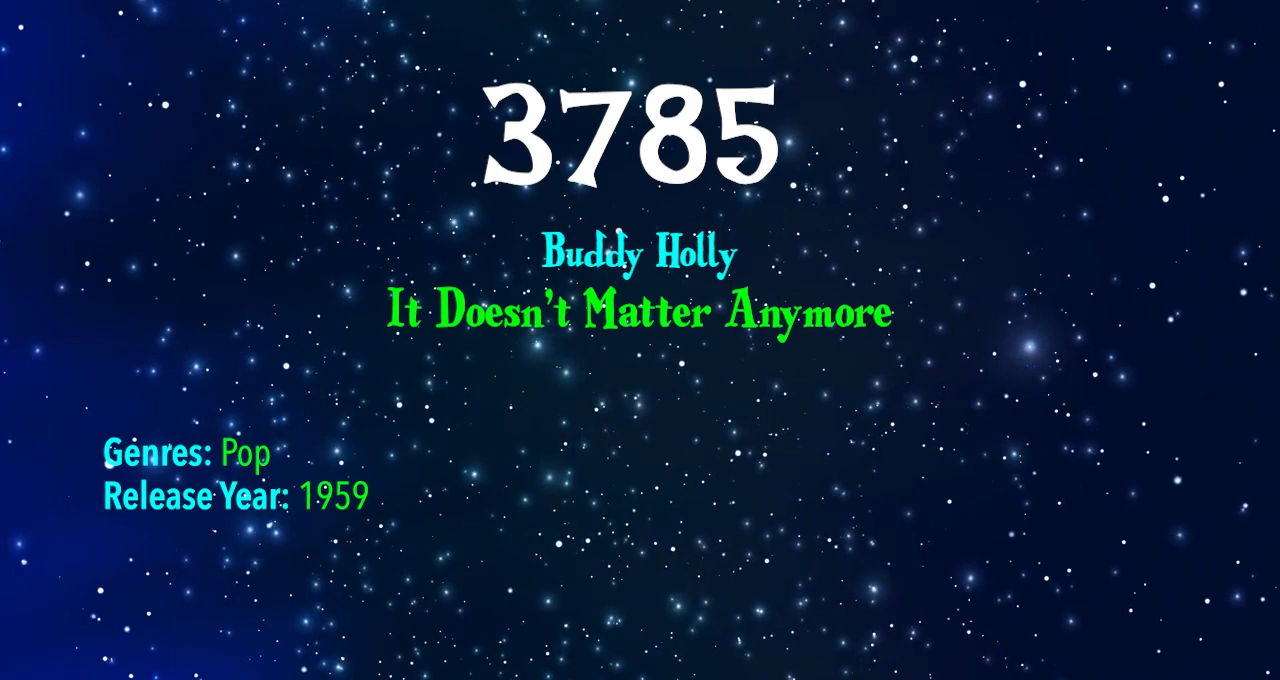 3785
Buddy Holly
It Doesn't Matter Anymore
Genres: Pop
Release Year: 1959